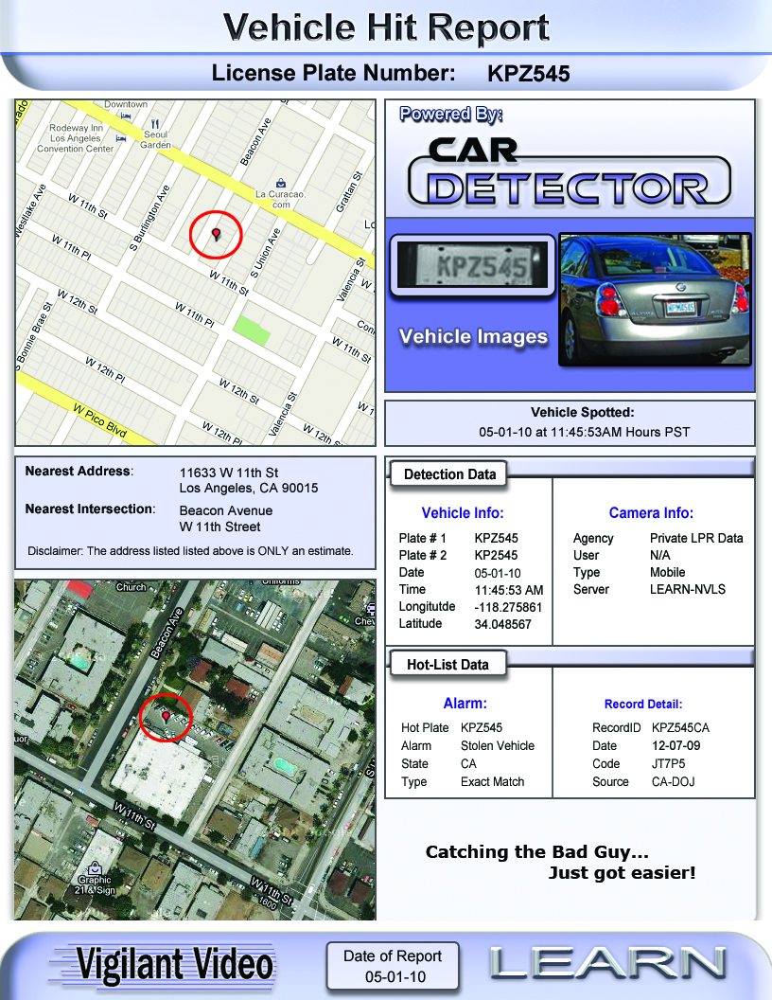 Vehicle Hit Report
License Plate Number: KPZ545
Downtown
Rodeway Inn
Los Angeles
Convention Center
Seoul
Garden
Beacon Ave
La Curacao.
com
Grattan St
Westlake Ave
W 11th St
S Burlington Ave
S Union Ave
Valencia St
W 11th Pl
W 11th St
W 12th St
W 11th Pl
S Bonnie Brae St
W 11th St
W 12th Pl
W 12th St
Valencia St
W Pico Blvd
W 12th Pl
W 12th St
Powered By:
CAR
DETECTOR
KPZ545
Vehicle Images
Vehicle Spotted:
05-01-10 at 11:45:53AM Hours PST
Nearest Address: 11633 W 11th St
Los Angeles, CA 90015
Nearest Intersection: Beacon Avenue
W 11th Street
Disclaimer: The address listed listed above is ONLY an estimate.
Detection Data
Vehicle Info:
Plate # 1 KPZ545
Plate # 2 KP2545
Date 05-01-10
Time 11:45:53 AM
Longitutde -118.275861
Latitude 34.048567
Camera Info:
Agency Private LPR Data
User N/A
Type Mobile
Server LEARN-NVLS
Church
Uniforms
Beacon Ave
Chev
uor
W 11th St
Graphic
21 & Sign
W 11th St
1600
Hot-List Data
Alarm:
Hot Plate KPZ545
Alarm Stolen Vehicle
State CA
Type Exact Match
Record Detail:
RecordID KPZ545CA
Date 12-07-09
Code JT7P5
Source CA-DOJ
Catching the Bad Guy...
Just got easier!
Vigilant Video
Date of Report
05-01-10
LEARN